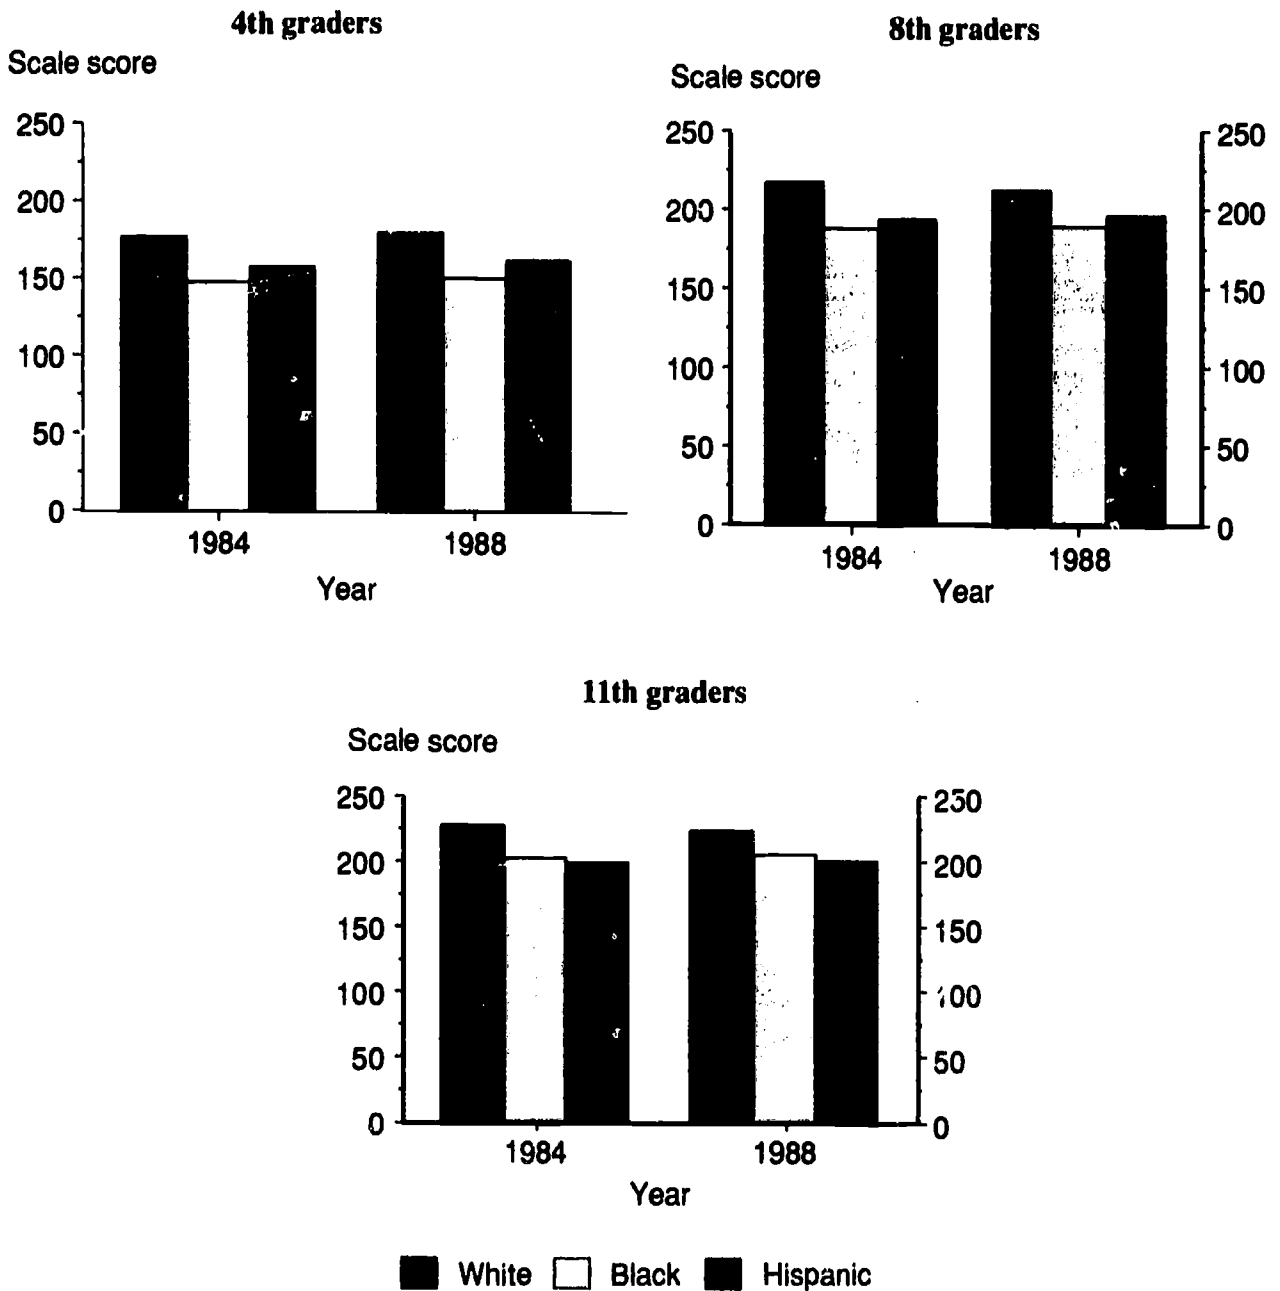 4th graders
Scale score
250
200
150
100
50
0
1984 1988
Year
8th graders
Scale score
250 250
200 200
150 150
100 100
50 50
0 0
1984 1988
Year
11th graders
Scale score
250 250
200 200
150 150
100 100
50 50
0 0
1984 1988
Year
White Black Hispanic